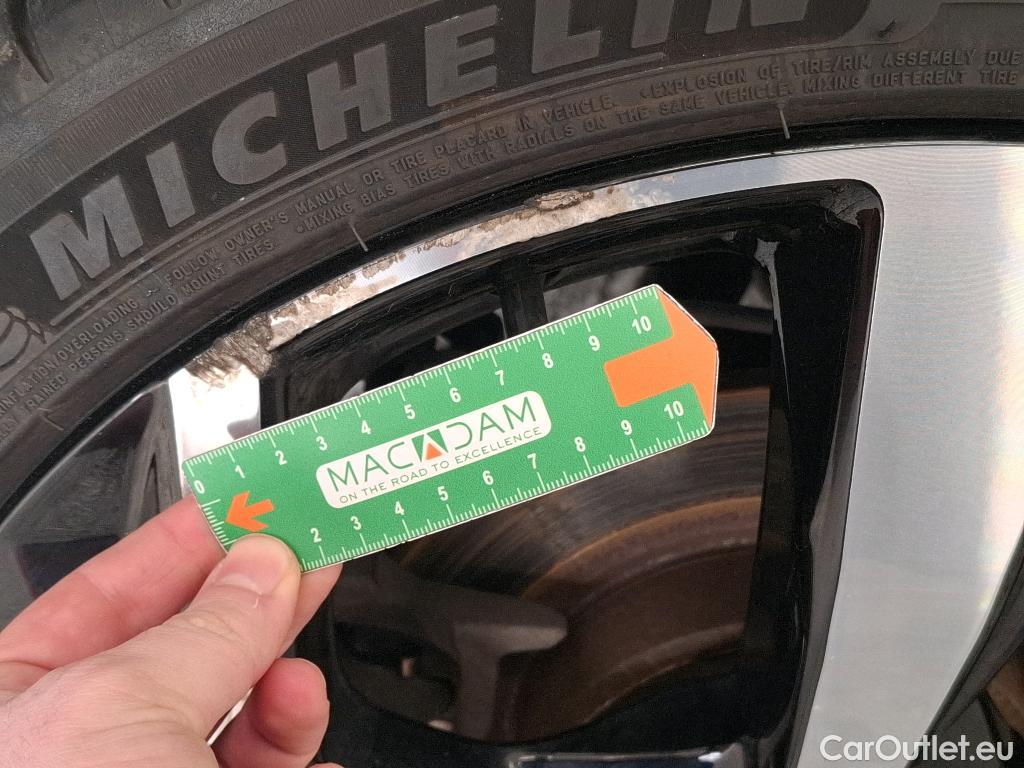 MICHELIN
•EXPLOSION OF TIRE/RIM ASSEMBLY DUE
FOLLOW OWNER'S MANUAL OR TIRE PLACARD IN VEHICLE.
•MIXING BIAS TIRES WITH RADIALS ON THE SAME VEHICLE. MIXING DIFFERENT TIRE
OVERLOADING –
PERSONS SHOULD MOUNT TIRES.
0 1 2 3 4 5 6 7 8 9 10
MACADAM
ON THE ROAD TO EXCELLENCE
2 3 4 5 6 7 8 9 10
CarOutlet.eu